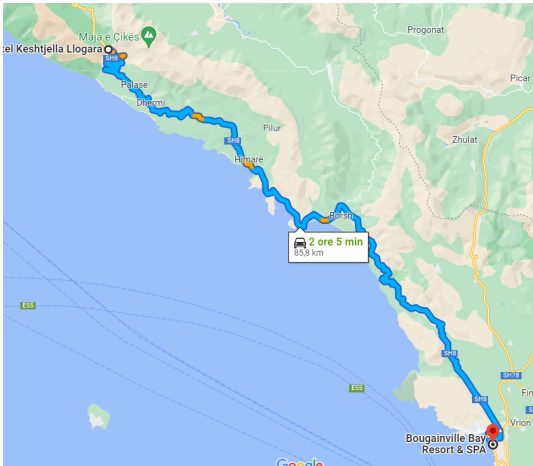 Progonat
Maja e Çikës
tel Keshtjella Llogara
SH8
Picar
Palase
Dhermi
Pilur
SH8
Zhulat
Himarë
Borsh
2 ore 5 min
85,8 km
E55
SH8
SH78
E55
SH8
Fin
Vrion
Bougainville Bay
Resort & SPA
Google